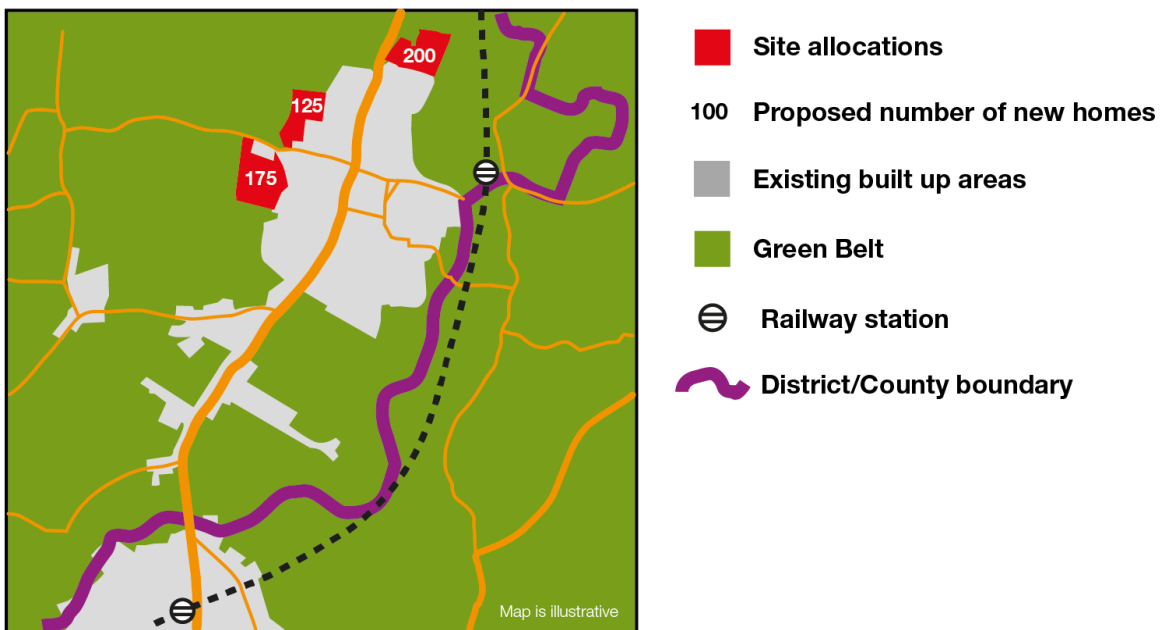 200
125
175
Map is illustrative
Site allocations
100 Proposed number of new homes
Existing built up areas
Green Belt
Railway station
District/County boundary